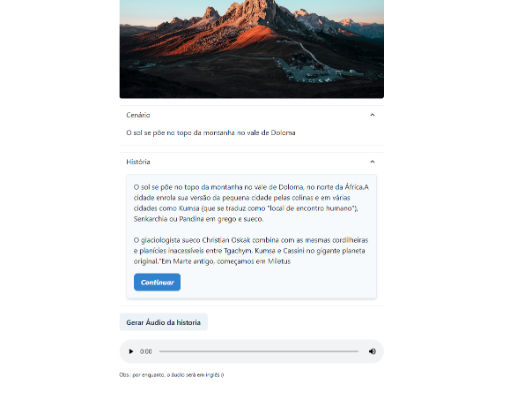 Cenário
O sol se põe no topo da montanha no vale de Doloma
História
O sol se põe no topo da montanha no vale de Doloma, no norte da África.A
cidade enrola sua versão da pequena cidade pelas colinas e em várias
cidades como Kumsa (que se traduz como "local de encontro humano"),
Senkarchia ou Pandina em grego e sueco.
O glaciologista sueco Christian Oskak combina com as mesmas cordilheiras
e planícies inacessíveis entre Tgachym, Kumsa e Cassini no gigante planeta
original."Em Marte antigo, começamos em Miletus
Continuar
Gerar Áudio da historia
0:00
Obs.: por enquanto, o áudio será em inglês :)